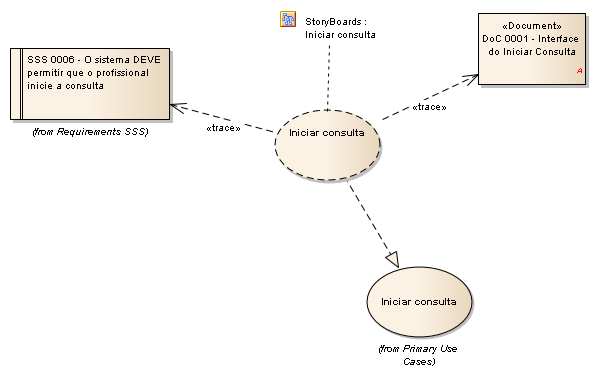 StoryBoards :
Iniciar consulta
«Document»
DoC 0001 - Interface
do Iniciar Consulta
A
SSS 0006 - O sistema DEVE
permitir que o profissional
inicie a consulta
(from Requirements SSS)
«trace»
«trace»
Iniciar consulta
Iniciar consulta
(from Primary Use
Cases)